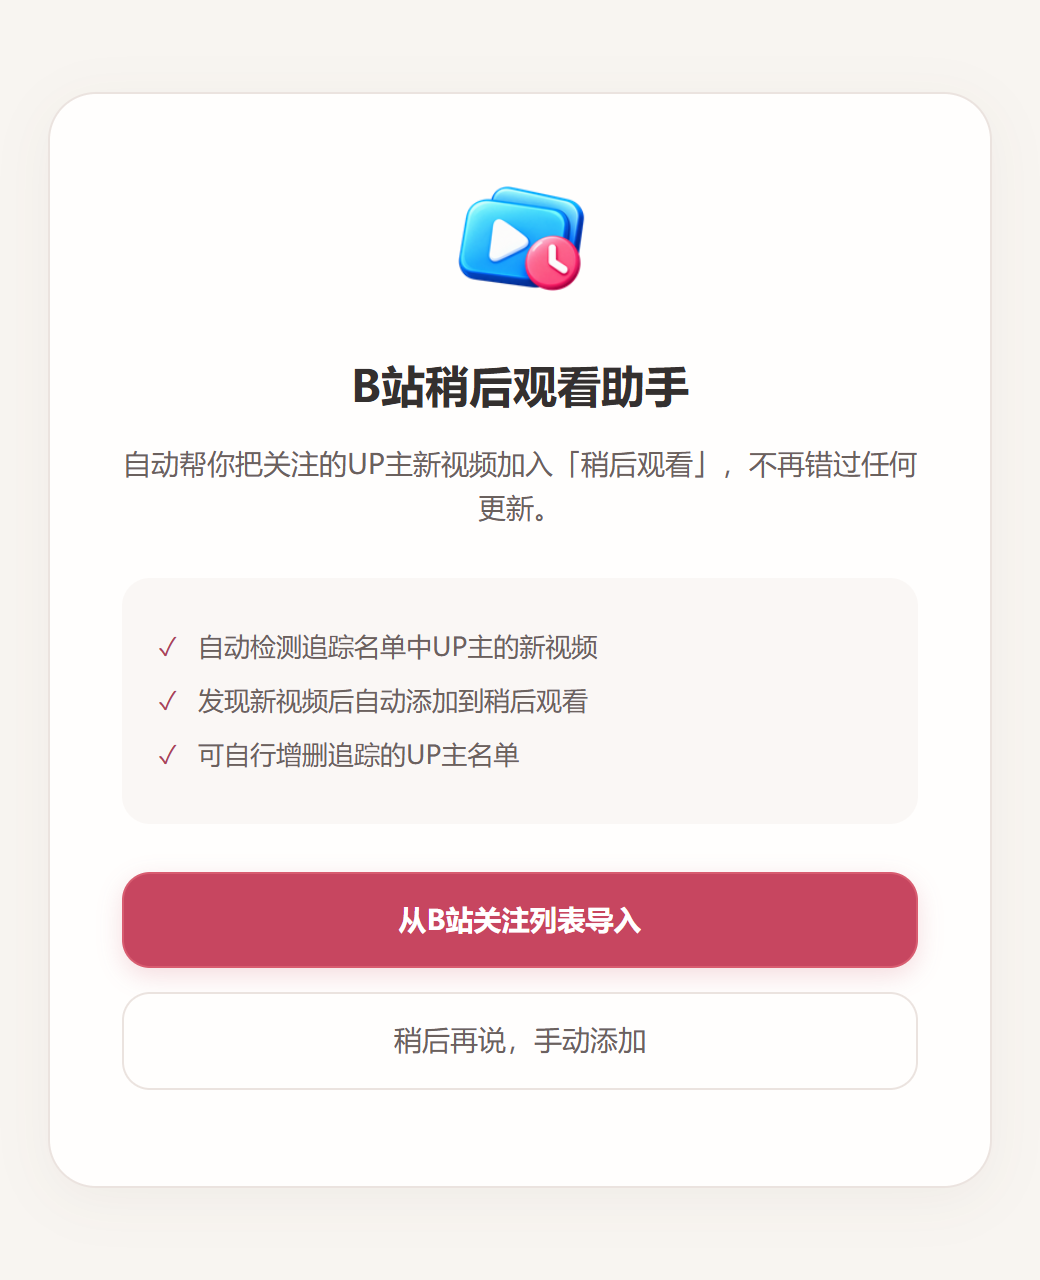 B站稍后观看助手
自动帮你把关注的UP主新视频加入「稍后观看」，不再错过任何
更新。
✓ 自动检测追踪名单中UP主的新视频
✓ 发现新视频后自动添加到稍后观看
✓ 可自行增删追踪的UP主名单
从B站关注列表导入
稍后再说，手动添加